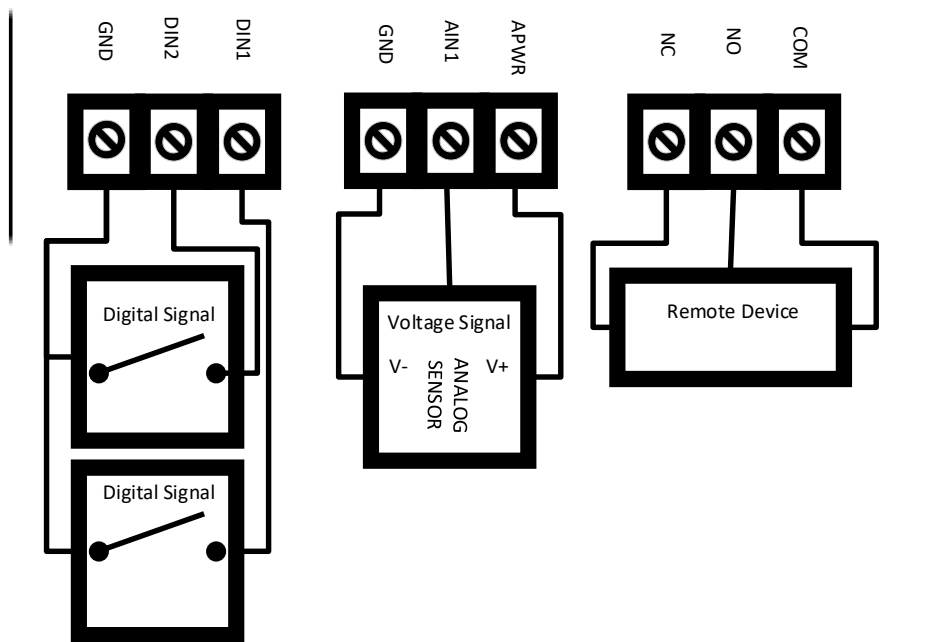 GND
DIN2
DIN1
GND
AIN1
APWR
NC
NO
COM
Digital Signal
Voltage Signal
V-
ANALOG
SENSOR
V+
Remote Device
Digital Signal